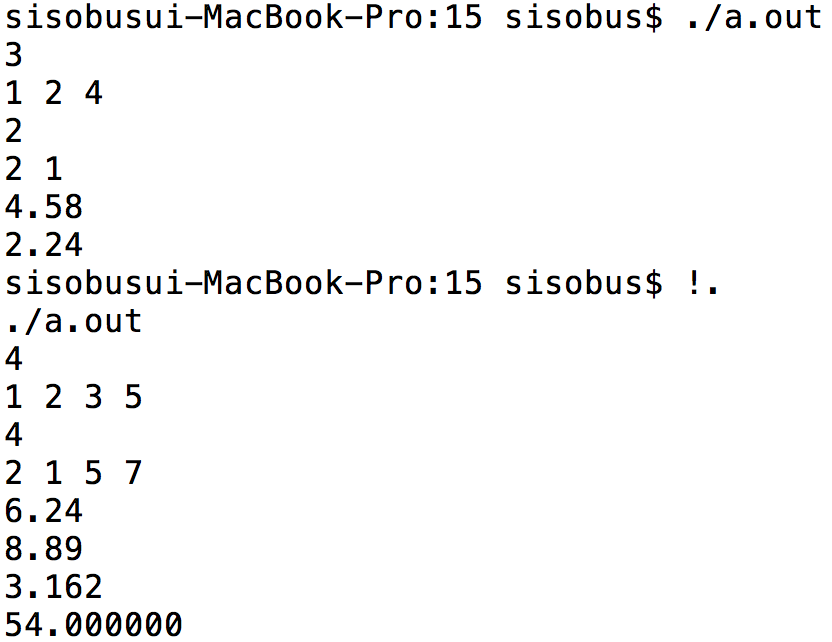 sisobusui-MacBook-Pro:15 sisobus$ ./a.out
3
1 2 4
2
2 1
4.58
2.24
sisobusui-MacBook-Pro:15 sisobus$ !.
./a.out
4
1 2 3 5
4
2 1 5 7
6.24
8.89
3.162
54.000000